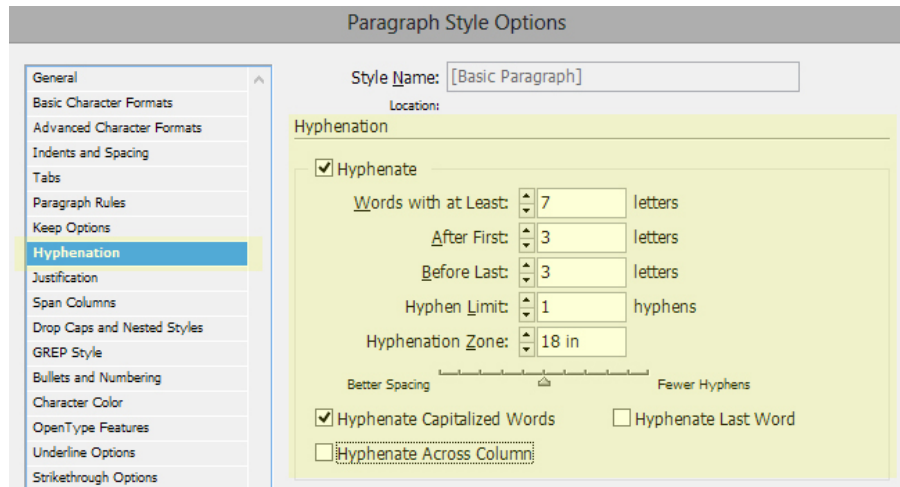 Paragraph Style Options
General
Basic Character Formats
Advanced Character Formats
Indents and Spacing
Tabs
Paragraph Rules
Keep Options
Hyphenation
Justification
Span Columns
Drop Caps and Nested Styles
GREP Style
Bullets and Numbering
Character Color
OpenType Features
Underline Options
Strikethrough Options
Style Name: [Basic Paragraph]
Location:
Hyphenation
Hyphenate
Words with at Least: 7 letters
After First: 3 letters
Before Last: 3 letters
Hyphen Limit: 1 hyphens
Hyphenation Zone: 18 in
Better Spacing Fewer Hyphens
Hyphenate Capitalized Words Hyphenate Last Word
Hyphenate Across Column